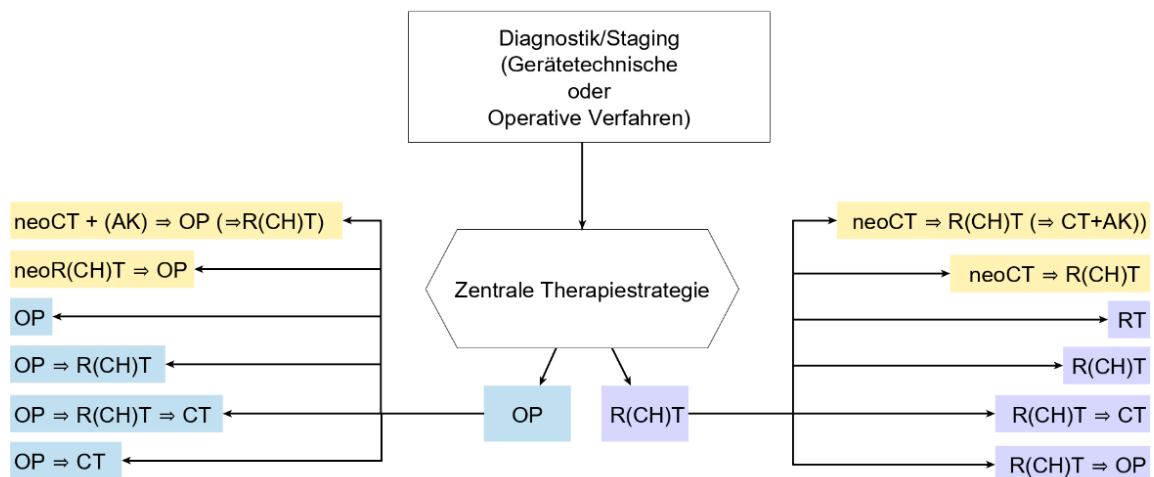 Diagnostik/Staging
(Gerätetechnische
oder
Operative Verfahren)
Zentrale Therapiestrategie
OP
R(CH)T
neoCT + (AK) ⇒ OP (⇒R(CH)T)
neoR(CH)T ⇒ OP
OP
OP ⇒ R(CH)T
OP ⇒ R(CH)T ⇒ CT
OP ⇒ CT
neoCT ⇒ R(CH)T (⇒ CT+AK))
neoCT ⇒ R(CH)T
RT
R(CH)T
R(CH)T ⇒ CT
R(CH)T ⇒ OP